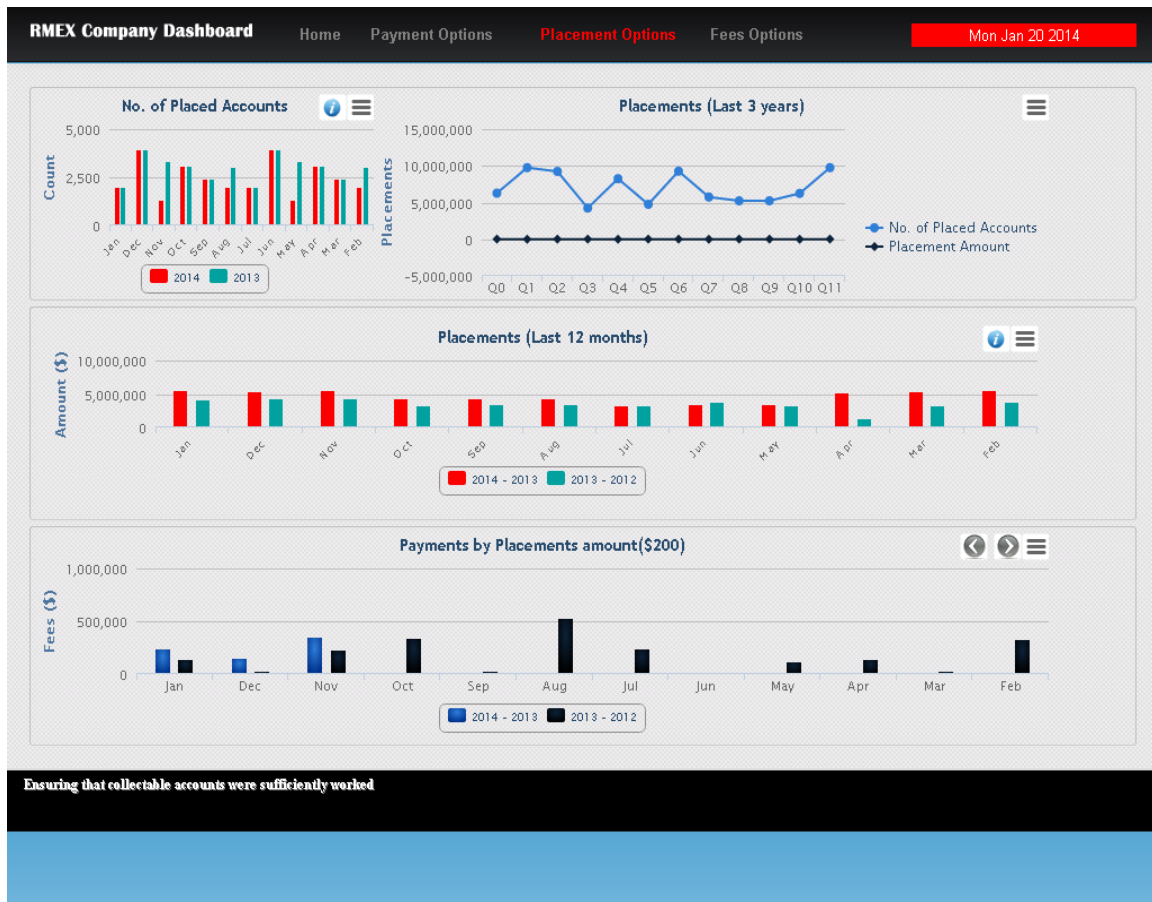 RMEX Company Dashboard
Home Payment Options Placement Options Fees Options
Mon Jan 20 2014
No. of Placed Accounts
Count
5,000
2,500
0
Jan Dec Nov Oct Sep Aug Jul Jun May Apr Mar Feb
2014 2013
Placements (Last 3 years)
Placements
15,000,000
10,000,000
5,000,000
0
-5,000,000
Q0 Q1 Q2 Q3 Q4 Q5 Q6 Q7 Q8 Q9 Q10 Q11
No. of Placed Accounts
Placement Amount
Placements (Last 12 months)
Amount ($)
10,000,000
5,000,000
0
Jan Dec Nov Oct Sep Aug Jul Jun May Apr Mar Feb
2014 - 2013 2013 - 2012
Payments by Placements amount($200)
Fees ($)
1,000,000
500,000
0
Jan Dec Nov Oct Sep Aug Jul Jun May Apr Mar Feb
2014 - 2013 2013 - 2012
Ensuring that collectable accounts were sufficiently worked